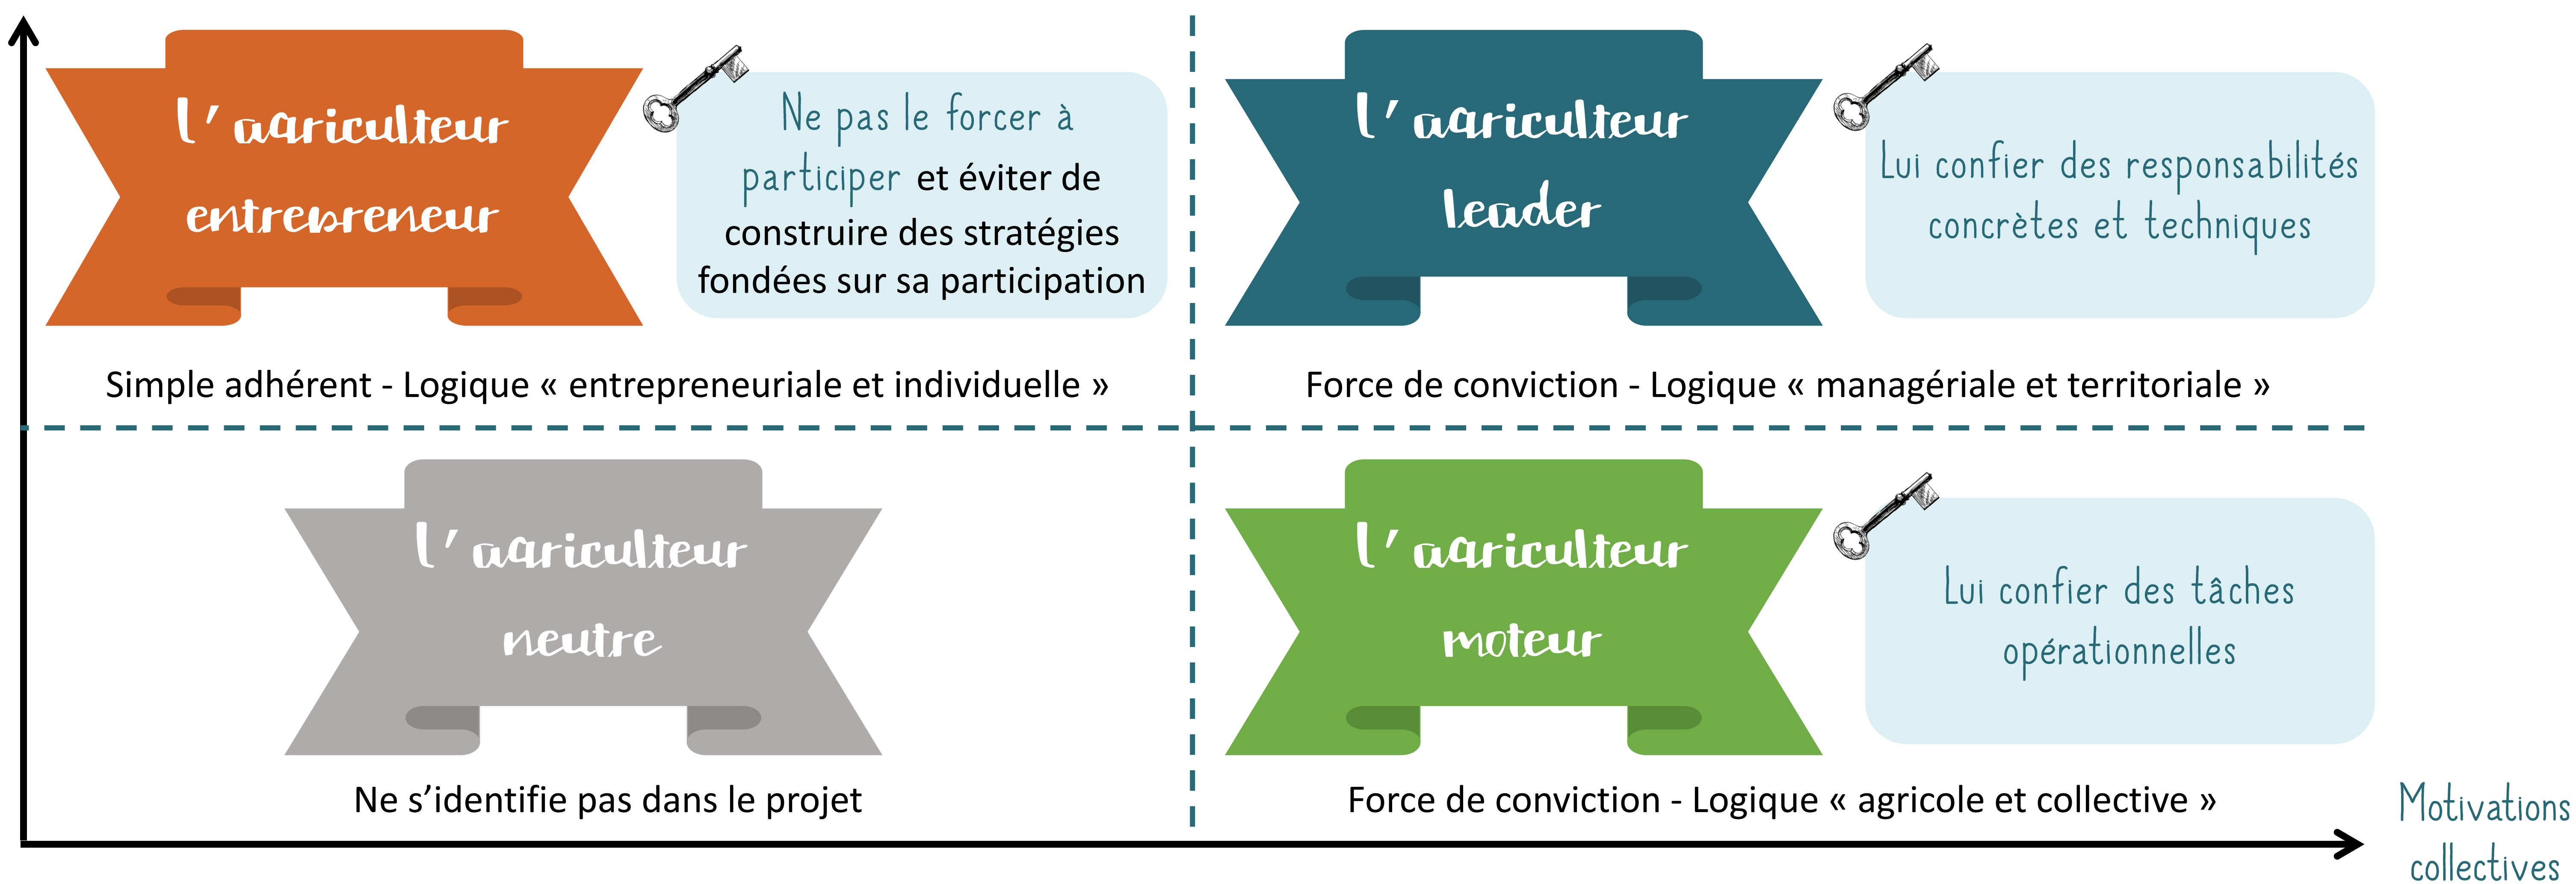 l'agriculteur
entrepreneur
Ne pas le forcer à
participer et éviter de
construire des stratégies
fondées sur sa participation
Simple adhérent - Logique « entrepreneuriale et individuelle »
l'agriculteur
leader
Lui confier des responsabilités
concrètes et techniques
Force de conviction - Logique « managériale et territoriale »
l'agriculteur
neutre
Ne s’identifie pas dans le projet
l'agriculteur
moteur
Lui confier des tâches
opérationnelles
Force de conviction - Logique « agricole et collective »
Motivations
collectives